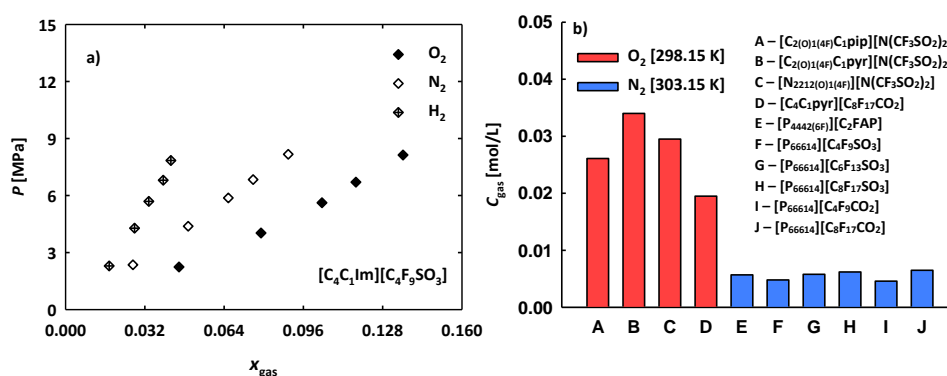 15
12
9
6
3
0
P [MPa]
a)
O₂
N₂
H₂
[C₄C₁Im][C₄F₉SO₃]
0.000 0.032 0.064 0.096 0.128 0.160
xgas
b)
0.05
0.04
0.03
0.02
0.01
0.00
Cgas [mol/L]
O₂ [298.15 K]
N₂ [303.15 K]
A – [C₂₍O₎₁₍₄F₎C₁pip][N(CF₃SO₂)₂
B – [C₂₍O₎₁₍₄F₎C₁pyr][N(CF₃SO₂)₂
C – [N₂₂₁₂₍O₎₁₍₄F₎][N(CF₃SO₂)₂]
D – [C₄C₁pyr][C₈F₁₇CO₂]
E – [P₄₄₄₂₍₆F₎][C₂FAP]
F – [P₆₆₆₁₄][C₄F₉SO₃]
G – [P₆₆₆₁₄][C₆F₁₃SO₃]
H – [P₆₆₆₁₄][C₈F₁₇SO₃]
I – [P₆₆₆₁₄][C₄F₉CO₂]
J – [P₆₆₆₁₄][C₈F₁₇CO₂]
A B C D E F G H I J